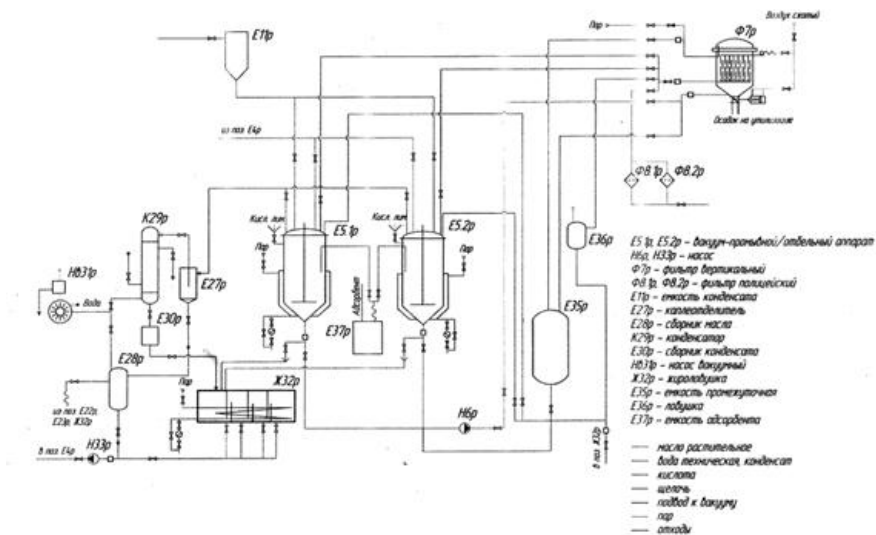 Е11р
Пар
Воздух сжатый
Ф7р
из поз Е4р
Осадок на утилизацию
Ф8.1р
Ф8.2р
К29р
Кисл. лим
Е5.1р
Кисл. лим
Е5.2р
Нв31р
Пар
Пар
Е36р
Е27р
Вода
Адсорбент
Е30р
Е37р
Е35р
Е28р
Ж32р
Пар
из поз Е22р,
Е23р, Ж32р
Н6р
В поз Е4р
Н33р
В поз Ж32р
Е5.1р, Е5.2р – вакуум-промывной/отдельный аппарат
Н6р, Н33р – насос
Ф7р – фильтр вертикальный
Ф8.1р, Ф8.2р – фильтр полицейский
Е11р – емкость конденсата
Е27р – каплеотделитель
Е28р – сборник масла
К29р – конденсатор
Е30р – сборник конденсата
Нв31р – насос вакуумный
Ж32р – жироловушка
Е35р – емкость промежуточная
Е36р – ловушка
Е37р – емкость адсорбента
масло растительное
вода техническая, конденсат
кислота
щелочь
подвод к вакууму
пар
отходы